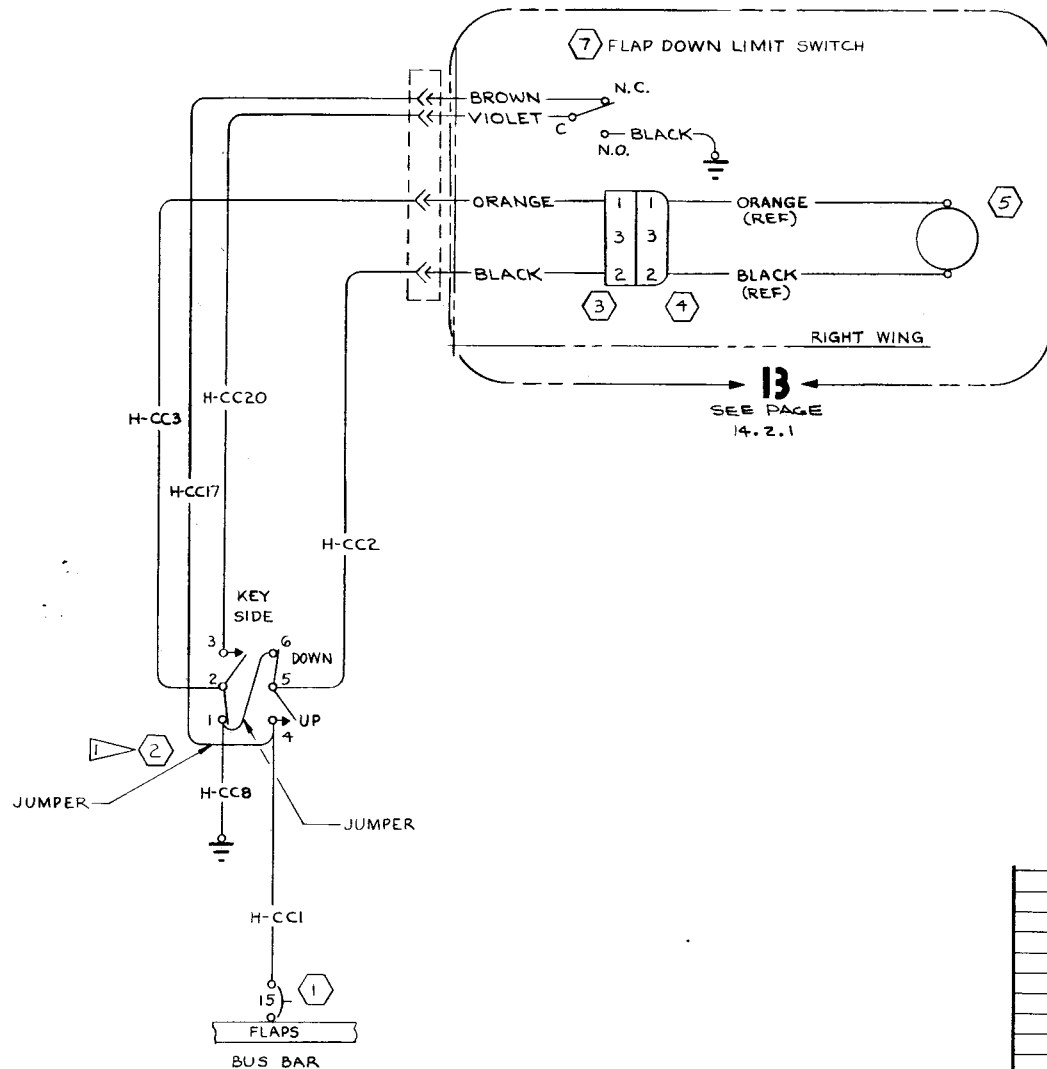 7 FLAP DOWN LIMIT SWITCH
N.C.
BROWN
VIOLET
C
BLACK
N.O.
ORANGE
1 1
ORANGE
(REF)
5
3 3
BLACK
2 2
BLACK
(REF)
3
4
RIGHT WING
13
SEE PAGE
14.2.1
H-CC3
H-CC20
H-CC17
H-CC2
KEY
SIDE
3
6
DOWN
2
5
1
UP
4
1
2
JUMPER
H-CC8
JUMPER
H-CC1
15
1
FLAPS
BUS BAR